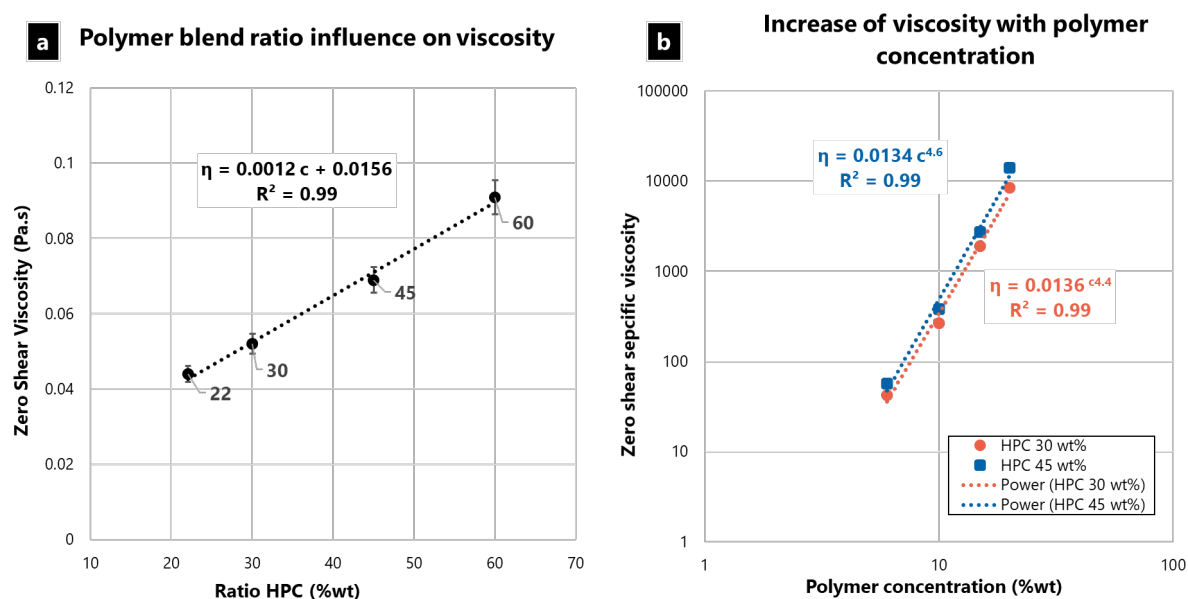 a Polymer blend ratio influence on viscosity
0.12
0.1
0.08
0.06
0.04
0.02
0
10 20 30 40 50 60 70
Zero Shear Viscosity (Pa.s)
Ratio HPC (%wt)
η = 0.0012 c + 0.0156
R² = 0.99
22
30
45
60
b Increase of viscosity with polymer
concentration
100000
10000
1000
100
10
1
1 10 100
Zero shear sepcific viscosity
Polymer concentration (%wt)
η = 0.0134 c⁴·⁶
R² = 0.99
η = 0.0136 c⁴·⁴
R² = 0.99
HPC 30 wt%
HPC 45 wt%
Power (HPC 30 wt%)
Power (HPC 45 wt%)